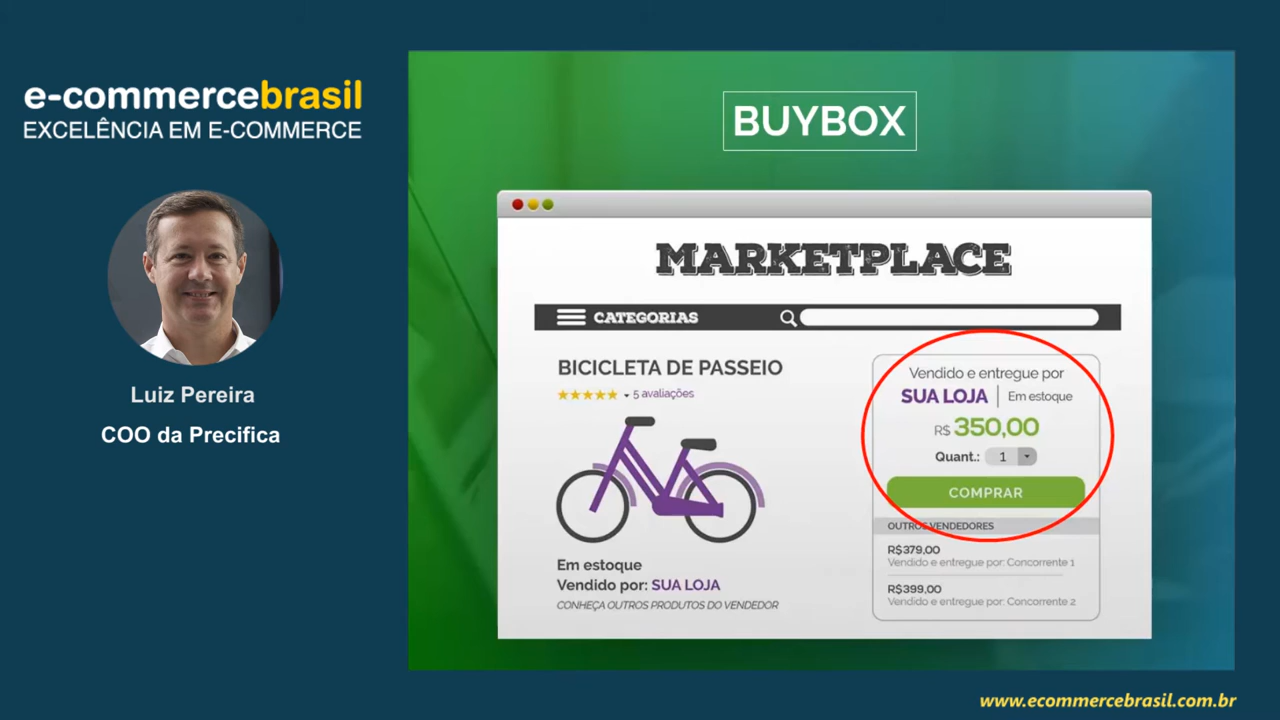 e-commercebrasil
EXCELÊNCIA EM E-COMMERCE
Luiz Pereira
COO da Precifica
BUYBOX
MARKETPLACE
CATEGORIAS
BICICLETA DE PASSEIO
5 avaliações
Em estoque
Vendido por: SUA LOJA
CONHEÇA OUTROS PRODUTOS DO VENDEDOR
Vendido e entregue por
SUA LOJA | Em estoque
R$ 350,00
Quant.: 1
COMPRAR
OUTROS VENDEDORES
R$379,00
Vendido e entregue por: Concorrente 1
R$399,00
Vendido e entregue por: Concorrente 2
www.ecommercebrasil.com.br